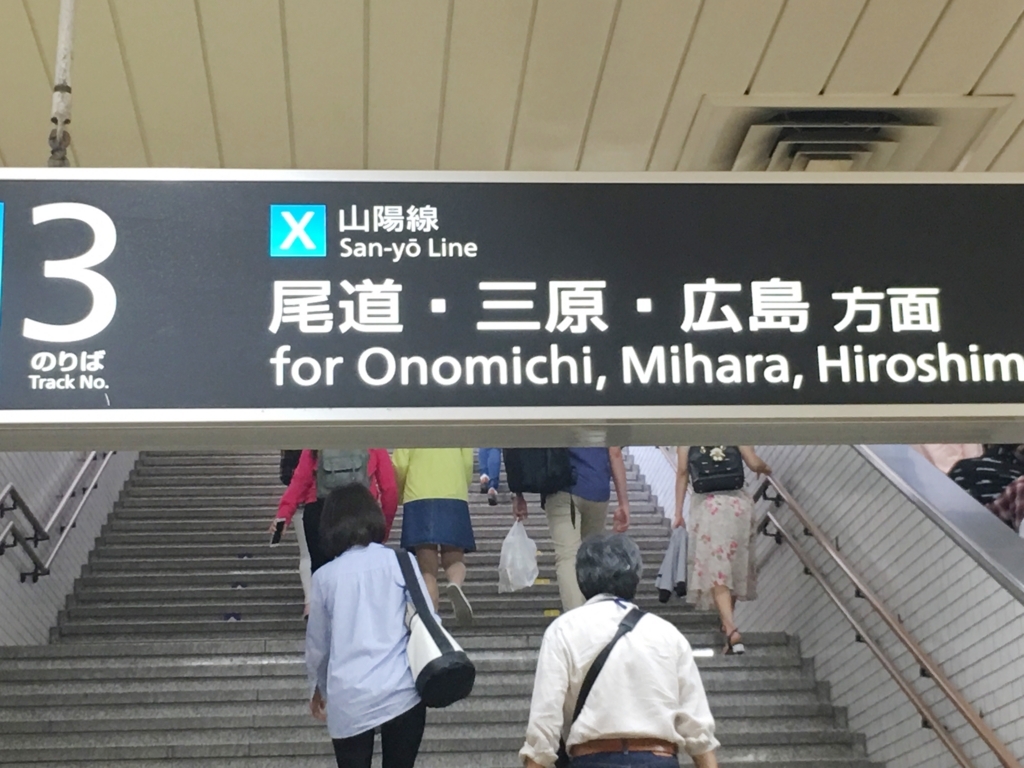 3
のりば
Track No.
X 山陽線
San-yō Line
尾道・三原・広島 方面
for Onomichi, Mihara, Hiroshim